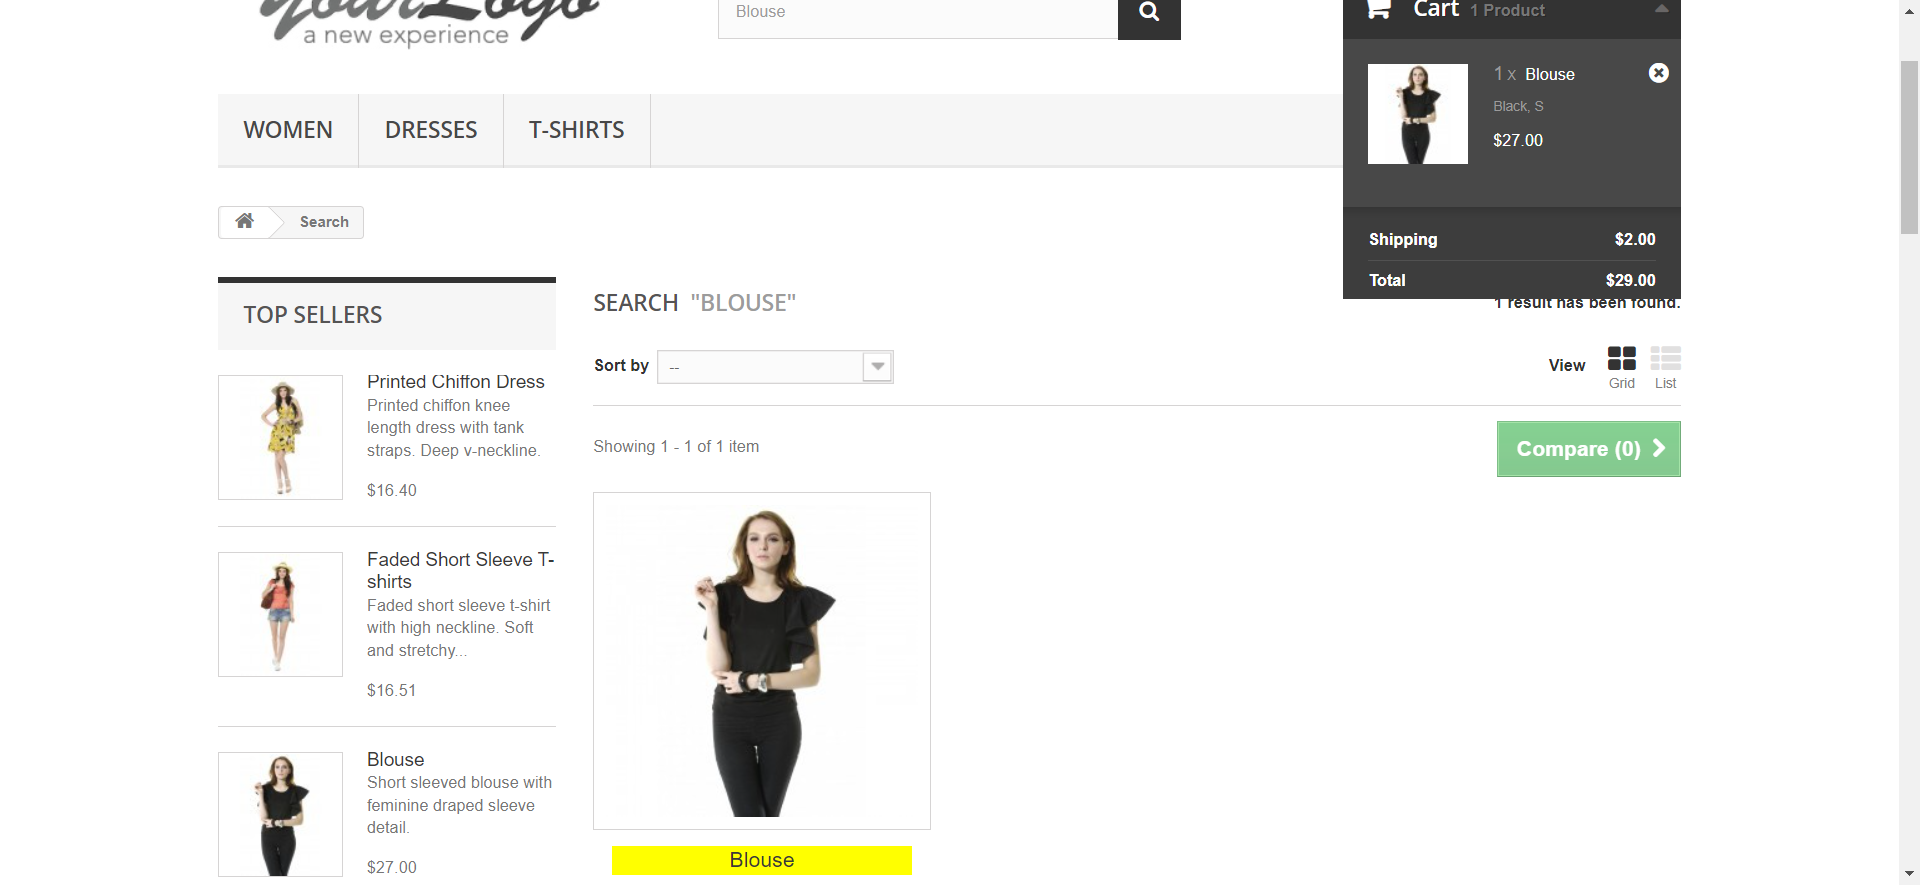 yourLogo
a new experience
Blouse
Cart 1 Product
1 x Blouse
Black, S
$27.00
Shipping $2.00
Total $29.00
WOMEN
DRESSES
T-SHIRTS
Search
TOP SELLERS
Printed Chiffon Dress
Printed chiffon knee
length dress with tank
straps. Deep v-neckline.
$16.40
Faded Short Sleeve T-
shirts
Faded short sleeve t-shirt
with high neckline. Soft
and stretchy...
$16.51
Blouse
Short sleeved blouse with
feminine draped sleeve
detail.
$27.00
SEARCH "BLOUSE"
1 result has been found.
Sort by --
View
Grid
List
Showing 1 - 1 of 1 item
Compare (0)
Blouse